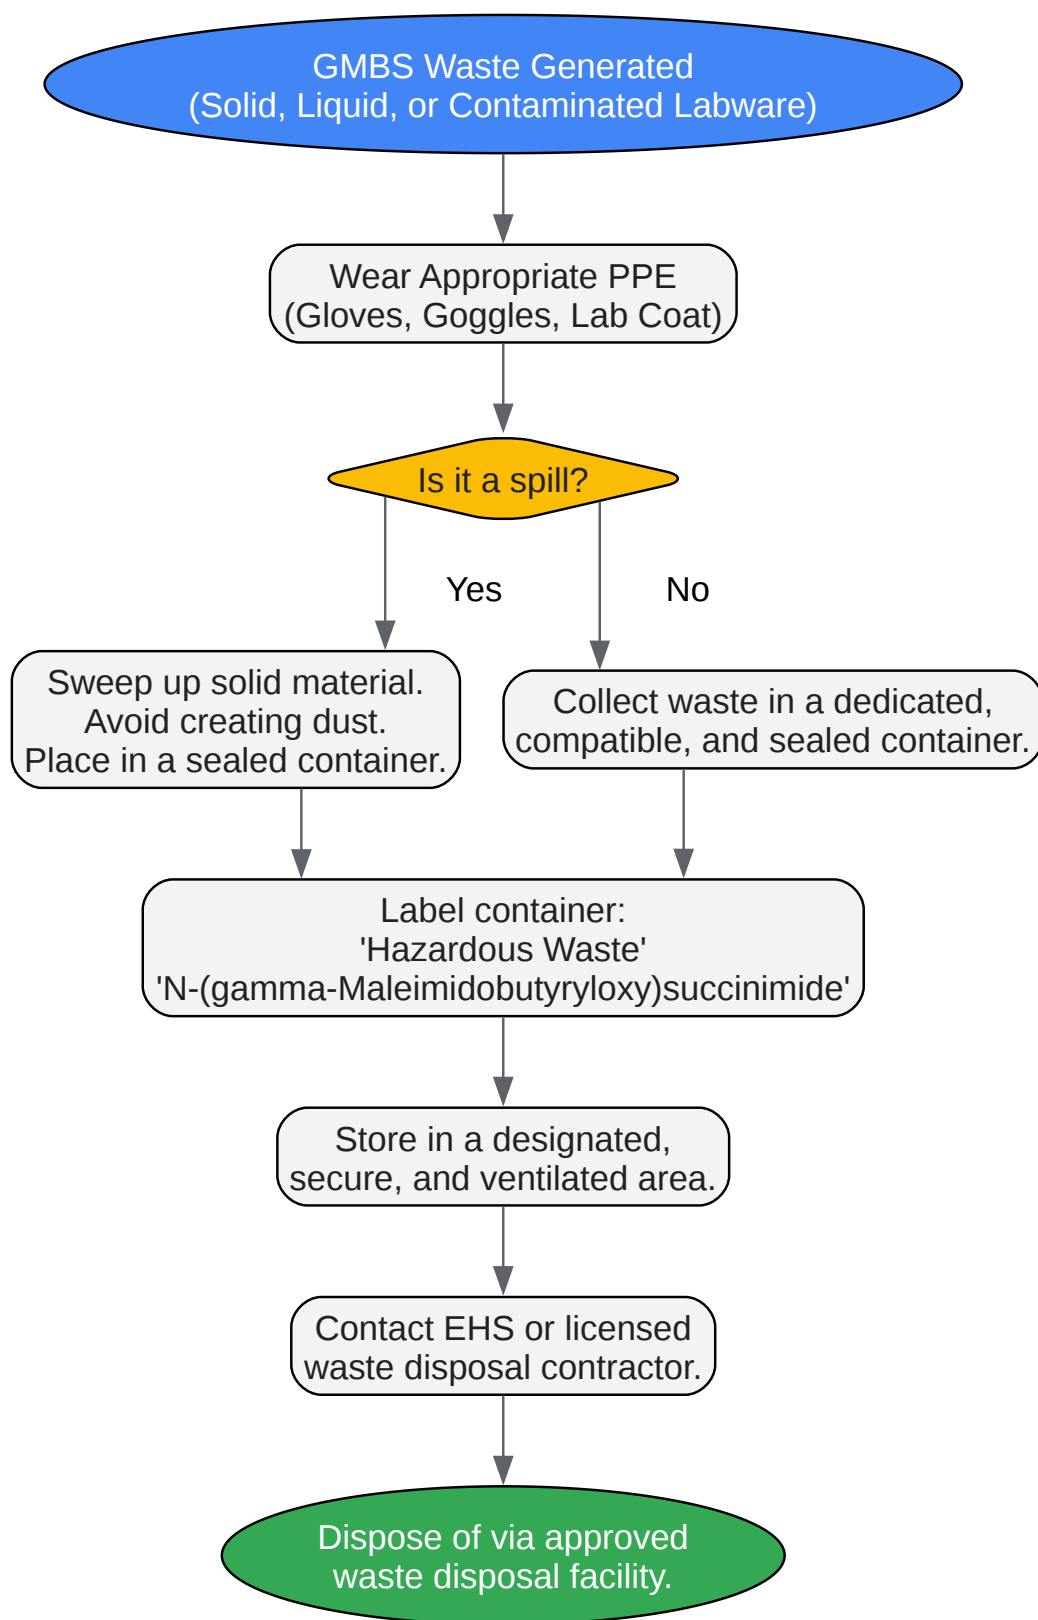 GMBS Waste Generated
(Solid, Liquid, or Contaminated Labware)
Wear Appropriate PPE
(Gloves, Goggles, Lab Coat)
Is it a spill?
Yes
No
Sweep up solid material.
Avoid creating dust.
Place in a sealed container.
Collect waste in a dedicated,
compatible, and sealed container.
Label container:
'Hazardous Waste'
'N-(gamma-Maleimidobutyryloxy)succinimide'
Store in a designated,
secure, and ventilated area.
Contact EHS or licensed
waste disposal contractor.
Dispose of via approved
waste disposal facility.